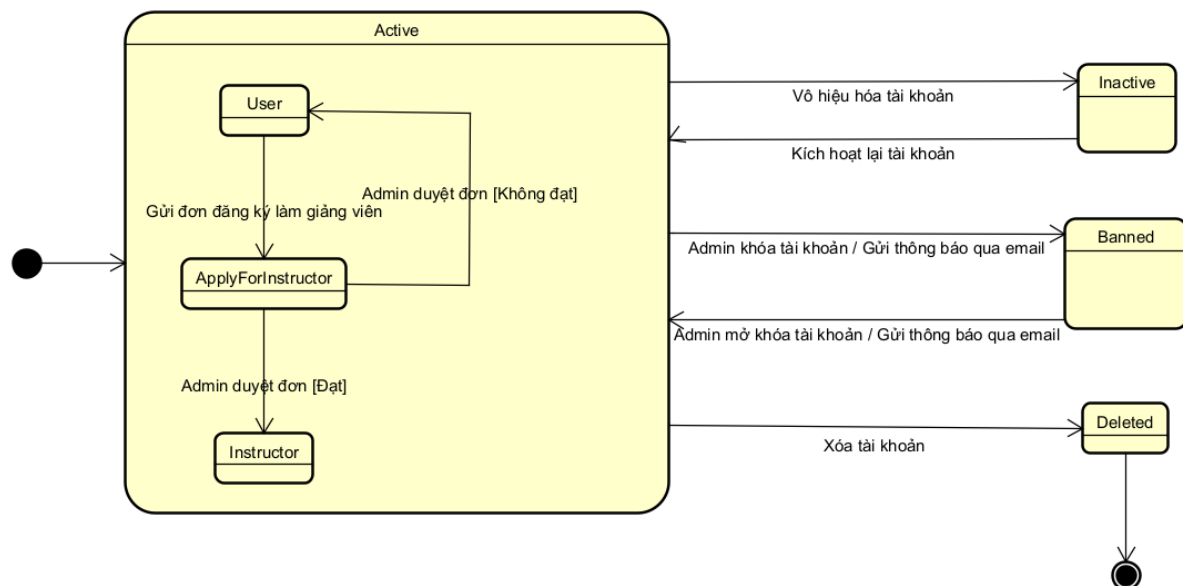 Active
User
Inactive
Vô hiệu hóa tài khoản
Kích hoạt lại tài khoản
Admin duyệt đơn [Không đạt]
Gửi đơn đăng ký làm giảng viên
Banned
Admin khóa tài khoản / Gửi thông báo qua email
ApplyForInstructor
Admin mở khóa tài khoản / Gửi thông báo qua email
Admin duyệt đơn [Đạt]
Deleted
Xóa tài khoản
Instructor